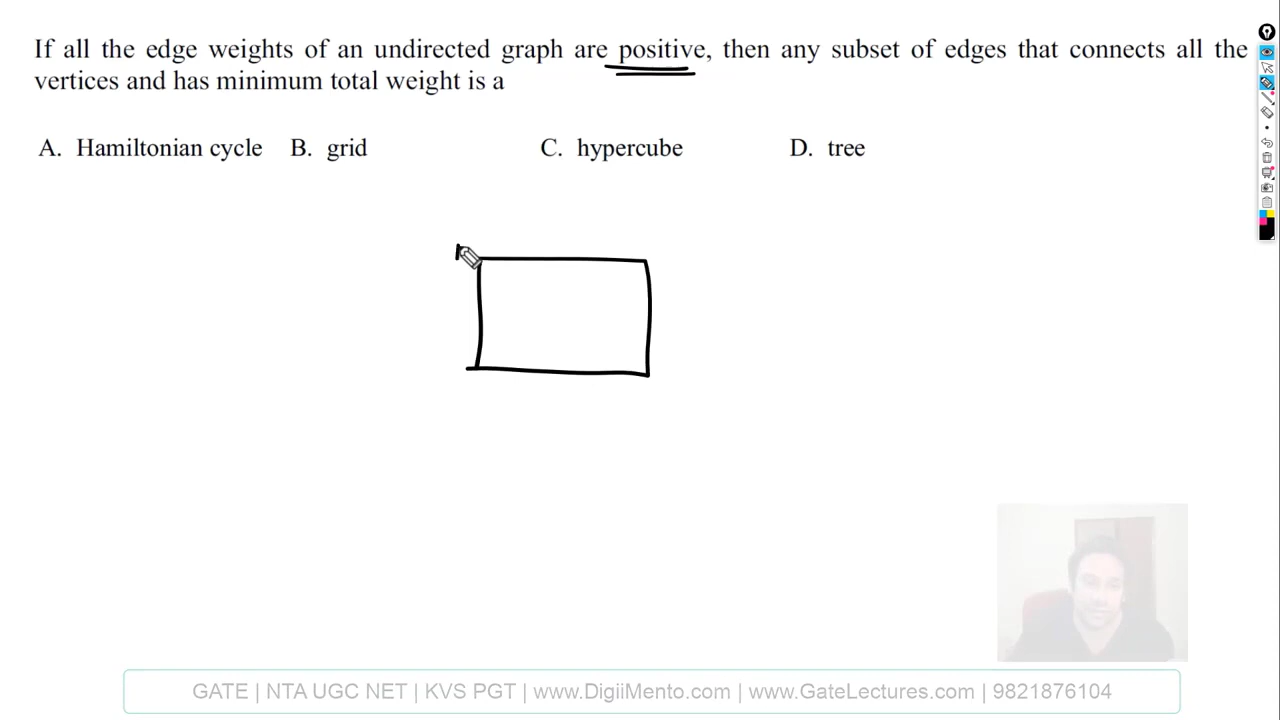 If all the edge weights of an undirected graph are positive, then any subset of edges that connects all the
vertices and has minimum total weight is a
A. Hamiltonian cycle B. grid C. hypercube D. tree
GATE | NTA UGC NET | KVS PGT | www.DigiiMento.com | www.GateLectures.com | 9821876104